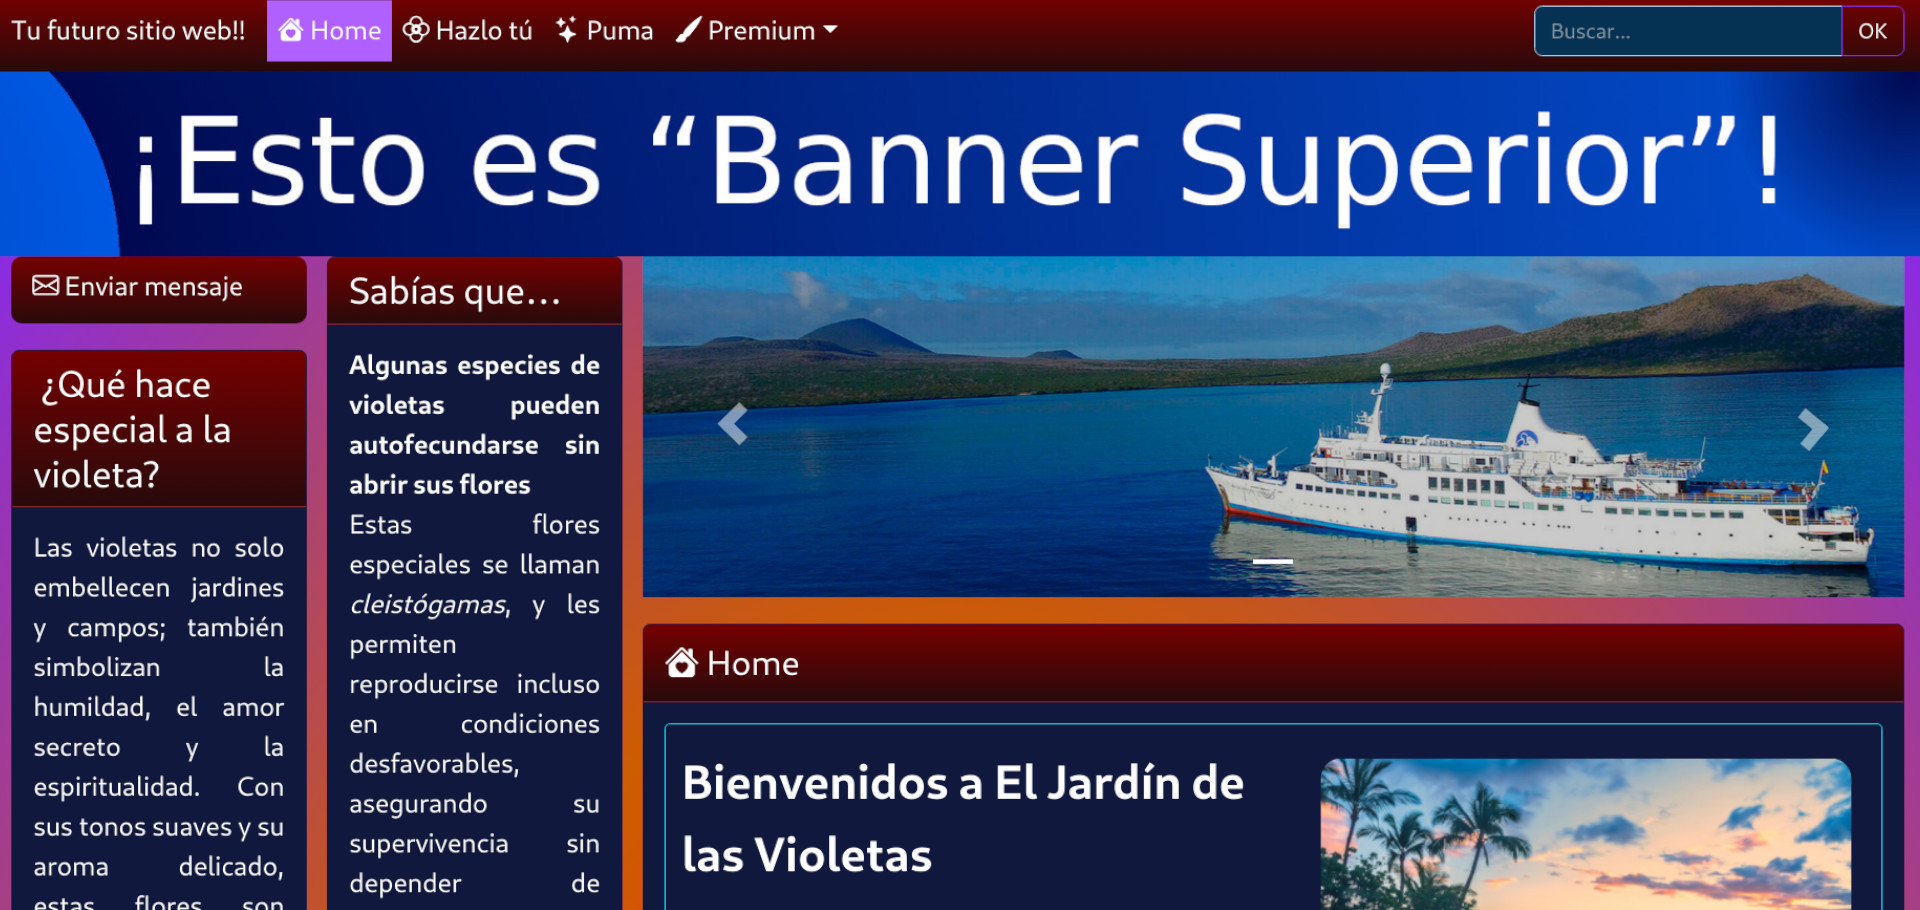 Tu futuro sitio web!! Home Hazlo tú Puma Premium
Buscar... OK
¡Esto es “Banner Superior”!
Enviar mensaje
¿Qué hace
especial a la
violeta?
Las violetas no solo
embellecen jardines
y campos; también
simbolizan la
humildad, el amor
secreto y la
espiritualidad. Con
sus tonos suaves y su
aroma delicado,
estas flores son
Sabías que...
Algunas especies de
violetas pueden
autofecundarse sin
abrir sus flores
Estas flores
especiales se llaman
cleistógamas, y les
permiten
reproducirse incluso
en condiciones
desfavorables,
asegurando su
supervivencia sin
depender de
Home
Bienvenidos a El Jardín de
las Violetas